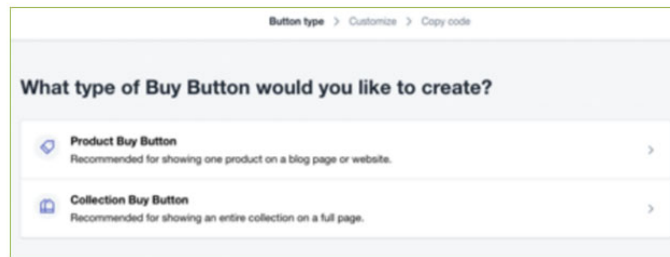 Button type > Customize > Copy code
What type of Buy Button would you like to create?
Product Buy Button
Recommended for showing one product on a blog page or website.
Collection Buy Button
Recommended for showing an entire collection on a full page.